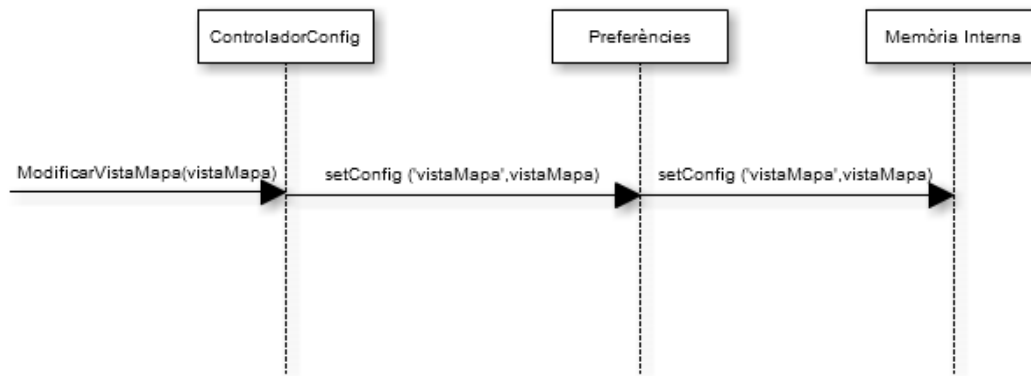 ControladorConfig
Preferències
Memòria Interna
ModificarVistaMapa(vistaMapa)
setConfig ('vistaMapa',vistaMapa)
setConfig ('vistaMapa',vistaMapa)